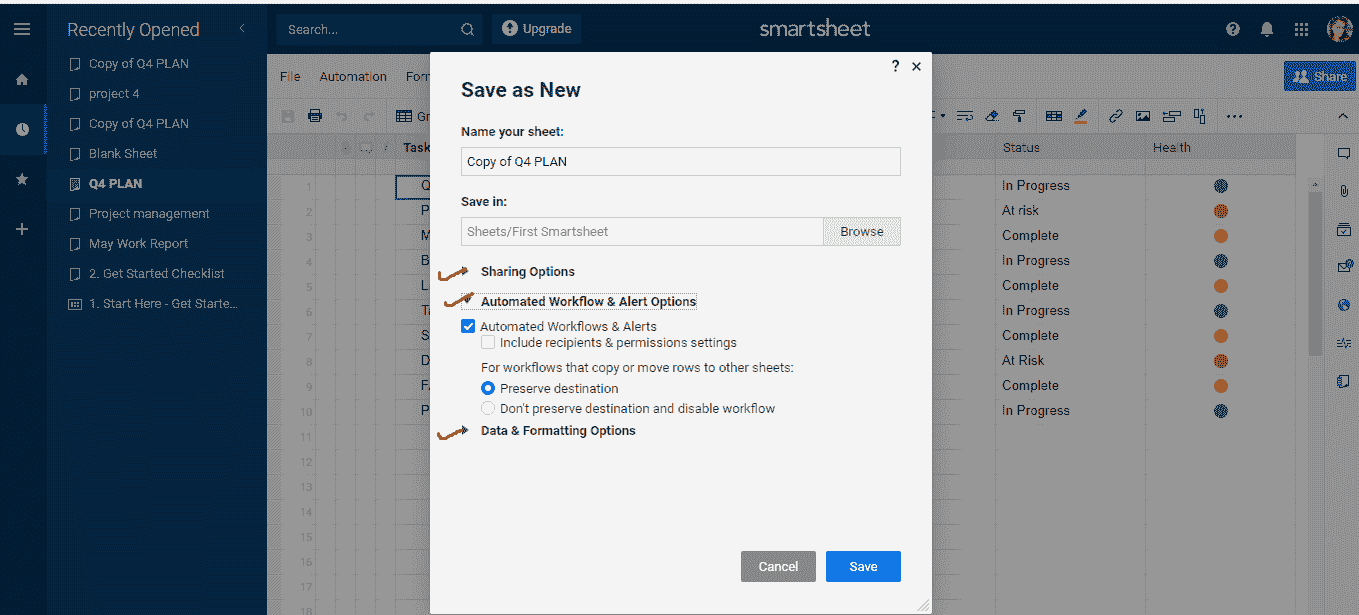 Recently Opened
Search...
Upgrade
smartsheet
Copy of Q4 PLAN
project 4
Copy of Q4 PLAN
Blank Sheet
Q4 PLAN
Project management
May Work Report
2. Get Started Checklist
1. Start Here - Get Starte...
File Automation
Share
Task
Status Health
1 In Progress
2 At risk
3 Complete
4 In Progress
5 Complete
6 In Progress
7 Complete
8 At Risk
9 Complete
10 In Progress
11
12
13
14
15
16
17
18
? ×
Save as New
Name your sheet:
Copy of Q4 PLAN
Save in:
Sheets/First Smartsheet Browse
Sharing Options
Automated Workflow & Alert Options
Automated Workflows & Alerts
Include recipients & permissions settings
For workflows that copy or move rows to other sheets:
Preserve destination
Don't preserve destination and disable workflow
Data & Formatting Options
Cancel Save